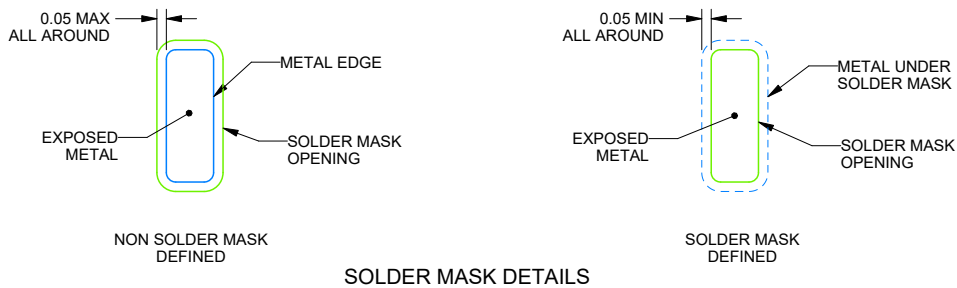 0.05 MAX
ALL AROUND
METAL EDGE
EXPOSED
METAL
SOLDER MASK
OPENING
NON SOLDER MASK
DEFINED
0.05 MIN
ALL AROUND
METAL UNDER
SOLDER MASK
EXPOSED
METAL
SOLDER MASK
OPENING
SOLDER MASK
DEFINED
SOLDER MASK DETAILS